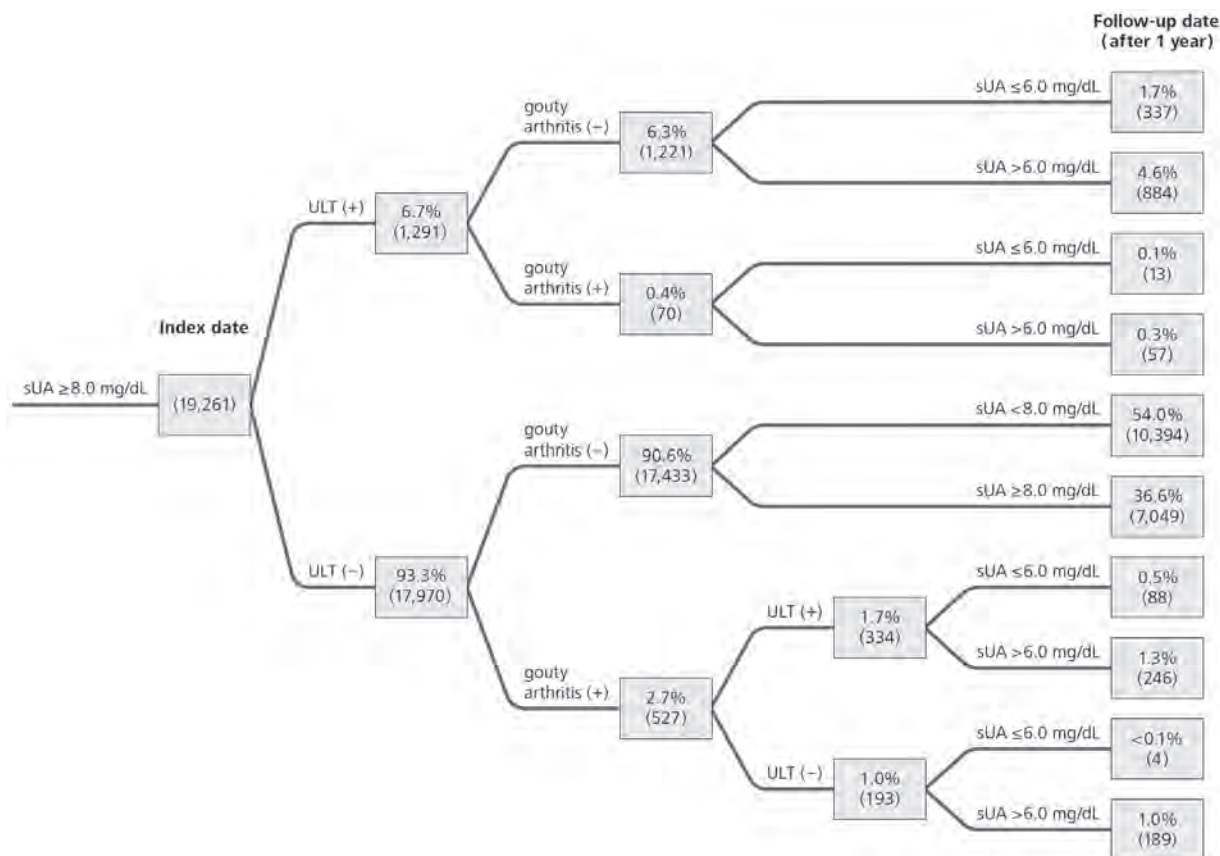 Follow-up date
(after 1 year)
sUA ≤6.0 mg/dL
1.7%
(337)
gouty
arthritis (−)
6.3%
(1,221)
sUA >6.0 mg/dL
4.6%
(884)
ULT (+)
6.7%
(1,291)
sUA ≤6.0 mg/dL
0.1%
(13)
gouty
arthritis (+)
0.4%
(70)
sUA >6.0 mg/dL
0.3%
(57)
Index date
sUA ≥8.0 mg/dL
(19,261)
sUA <8.0 mg/dL
54.0%
(10,394)
gouty
arthritis (−)
90.6%
(17,433)
sUA ≥8.0 mg/dL
36.6%
(7,049)
ULT (−)
93.3%
(17,970)
sUA ≤6.0 mg/dL
0.5%
(88)
ULT (+)
1.7%
(334)
sUA >6.0 mg/dL
1.3%
(246)
gouty
arthritis (+)
2.7%
(527)
sUA ≤6.0 mg/dL
<0.1%
(4)
ULT (−)
1.0%
(193)
sUA >6.0 mg/dL
1.0%
(189)